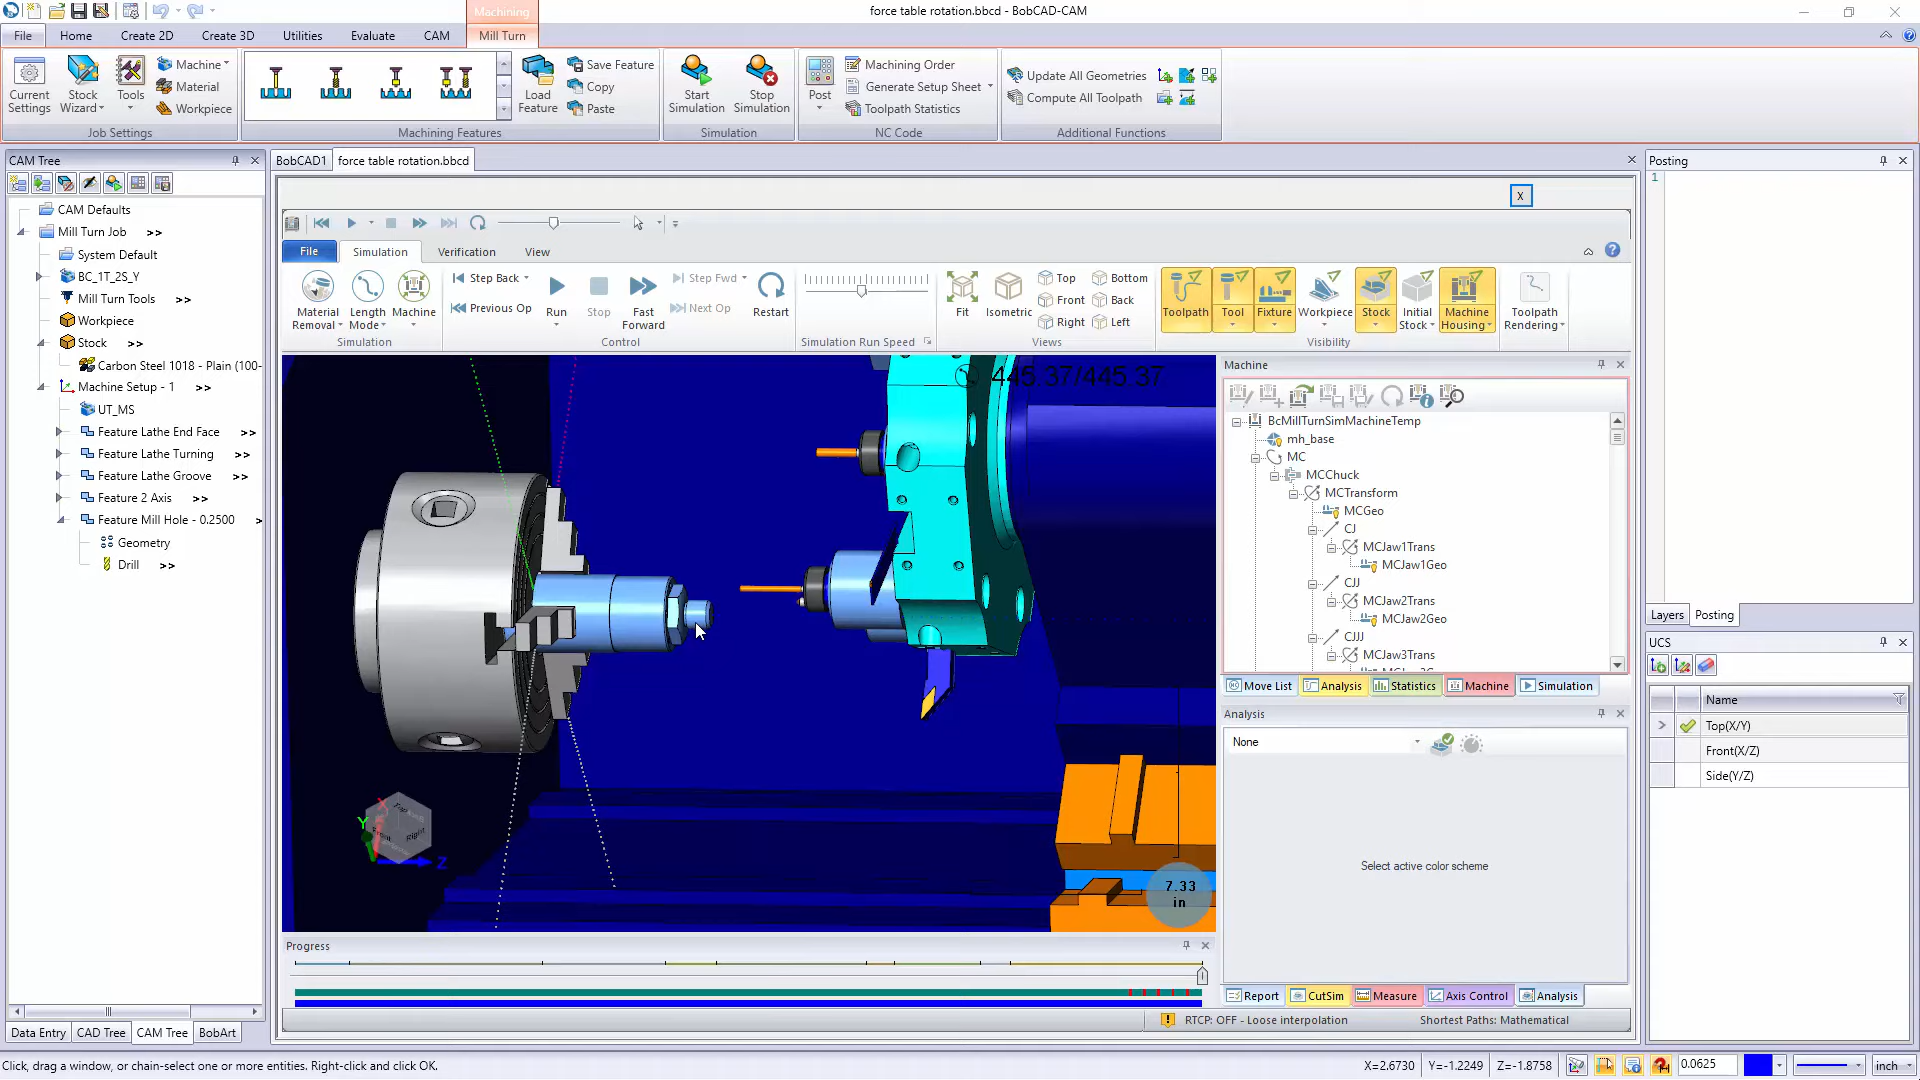 force table rotation.bbcd - BobCAD-CAM
Machining
File
Home
Create 2D
Create 3D
Utilities
Evaluate
CAM
Mill Turn
Current Settings
Stock Wizard
Tools
Machine
Material
Workpiece
Job Settings
Machining Features
Load Feature
Save Feature
Copy
Paste
Start Simulation
Stop Simulation
Simulation
Post
Machining Order
Generate Setup Sheet
Toolpath Statistics
NC Code
Update All Geometries
Compute All Toolpath
Additional Functions
CAM Tree
CAM Defaults
Mill Turn Job >>
System Default
BC_1T_2S_Y
Mill Turn Tools >>
Workpiece
Stock >>
Carbon Steel 1018 - Plain (100-
Machine Setup - 1 >>
UT_MS
Feature Lathe End Face >>
Feature Lathe Turning >>
Feature Lathe Groove >>
Feature 2 Axis >>
Feature Mill Hole - 0.2500 >
Geometry
Drill >>
Data Entry
CAD Tree
CAM Tree
BobArt
BobCAD1
force table rotation.bbcd
X
File
Simulation
Verification
View
Material Removal
Length Mode
Machine
Simulation
Step Back
Previous Op
Run
Stop
Fast Forward
Step Fwd
Next Op
Restart
Control
Simulation Run Speed
Fit
Isometric
Top
Front
Right
Bottom
Back
Left
Views
Toolpath
Tool
Fixture
Workpiece
Stock
Initial Stock
Machine Housing
Visibility
Toolpath Rendering
445.37/445.37
Top
Front
Right
X
Y
Z
7.33
in
Machine
BcMillTurnSimMachineTemp
mh_base
MC
MCChuck
MCTransform
MCGeo
CJ
MCJaw1Trans
MCJaw1Geo
CJJ
MCJaw2Trans
MCJaw2Geo
CJJJ
MCJaw3Trans
Move List
Analysis
Statistics
Machine
Simulation
Analysis
None
Select active color scheme
Report
CutSim
Measure
Axis Control
Analysis
Progress
RTCP: OFF - Loose interpolation
Shortest Paths: Mathematical
Posting
1
Layers
Posting
UCS
Name
Top(X/Y)
Front(X/Z)
Side(Y/Z)
Click, drag a window, or chain-select one or more entities. Right-click and click OK.
X=2.6730
Y=-1.2249
Z=-1.8758
0.0625
inch